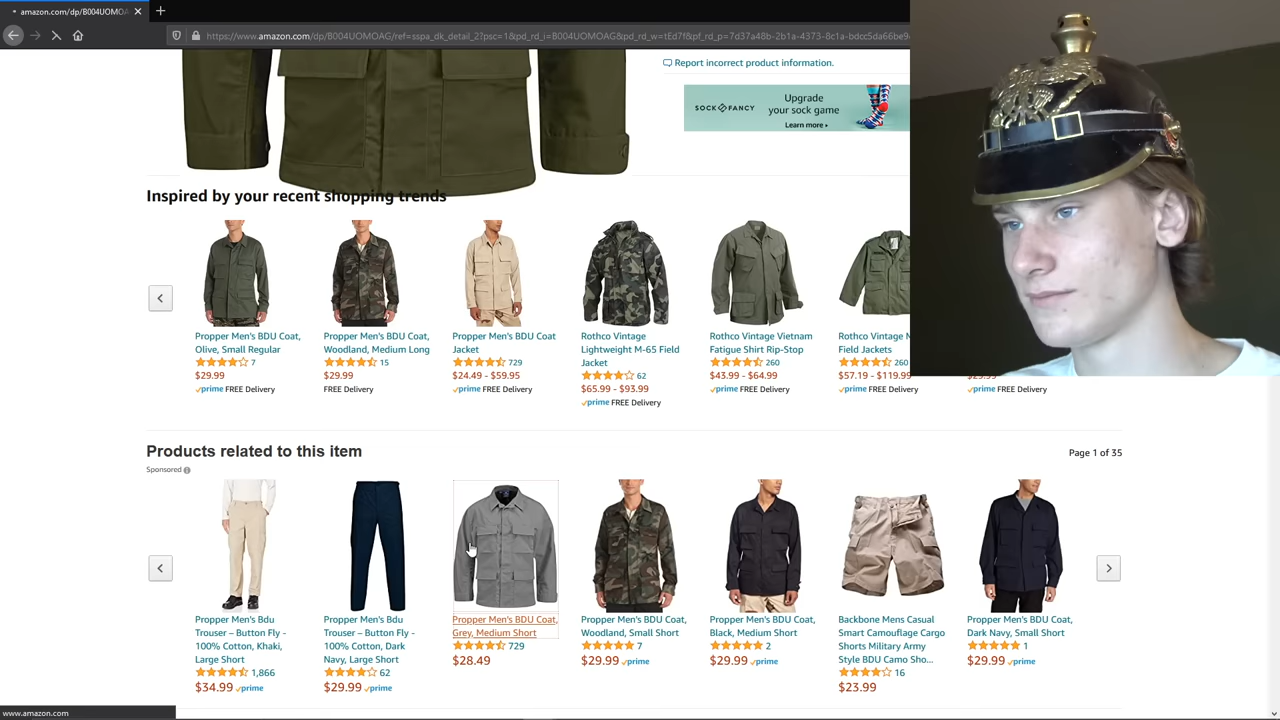 amazon.com/dp/B004UOMOAG/
https://www.amazon.com/dp/B004UOMOAG/ref=sspa_dk_detail_2?psc=1&pd_rd_i=B004UOMOAG&pd_rd_w=tEd7f&pf_rd_p=7d37a48b-2b1a-4373-8c1a-bdcc5da66be9
Report incorrect product information.
SOCK FANCY
Upgrade
your sock game
Learn more
Inspired by your recent shopping trends
Propper Men's BDU Coat,
Olive, Small Regular
7
$29.99
prime FREE Delivery
Propper Men's BDU Coat,
Woodland, Medium Long
15
$29.99
FREE Delivery
Propper Men's BDU Coat
Jacket
729
$24.49 - $59.95
prime FREE Delivery
Rothco Vintage
Lightweight M-65 Field
Jacket
62
$65.99 - $93.99
prime FREE Delivery
Rothco Vintage Vietnam
Fatigue Shirt Rip-Stop
260
$43.99 - $64.99
prime FREE Delivery
Rothco Vintage
Field Jackets
260
$57.19 - $119.99
prime FREE Delivery
prime FREE Delivery
Products related to this item
Page 1 of 35
Sponsored
Propper Men's Bdu
Trouser – Button Fly -
100% Cotton, Khaki,
Large Short
1,866
$34.99 prime
Propper Men's Bdu
Trouser – Button Fly -
100% Cotton, Dark
Navy, Large Short
62
$29.99 prime
Propper Men's BDU Coat,
Grey, Medium Short
729
$28.49
Propper Men's BDU Coat,
Woodland, Small Short
7
$29.99 prime
Propper Men's BDU Coat,
Black, Medium Short
2
$29.99 prime
Backbone Mens Casual
Smart Camouflage Cargo
Shorts Military Army
Style BDU Camo Sho...
16
$23.99
Propper Men's BDU Coat,
Dark Navy, Small Short
1
$29.99 prime
www.amazon.com